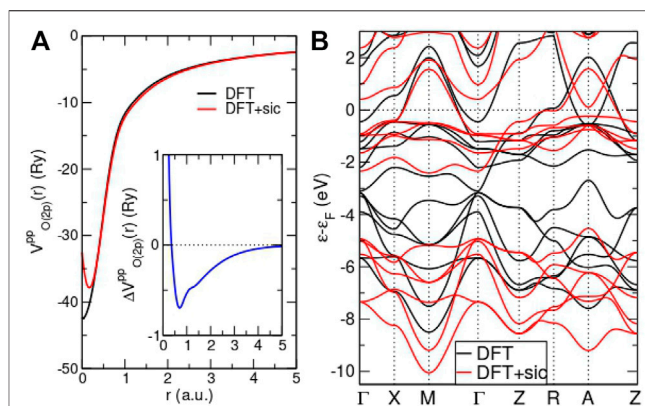 A
0
-10
-20
-30
-40
-50
V^pp_O(2p)(r) (Ry)
0 1 2 3 4 5
r (a.u.)
DFT
DFT+sic
1
0
-1
ΔV^pp_O(2p)(r) (Ry)
0 1 2 3 4 5
B
2
0
-2
-4
-6
-8
-10
ε-ε_F (eV)
DFT
DFT+sic
Γ X M Γ Z R A Z